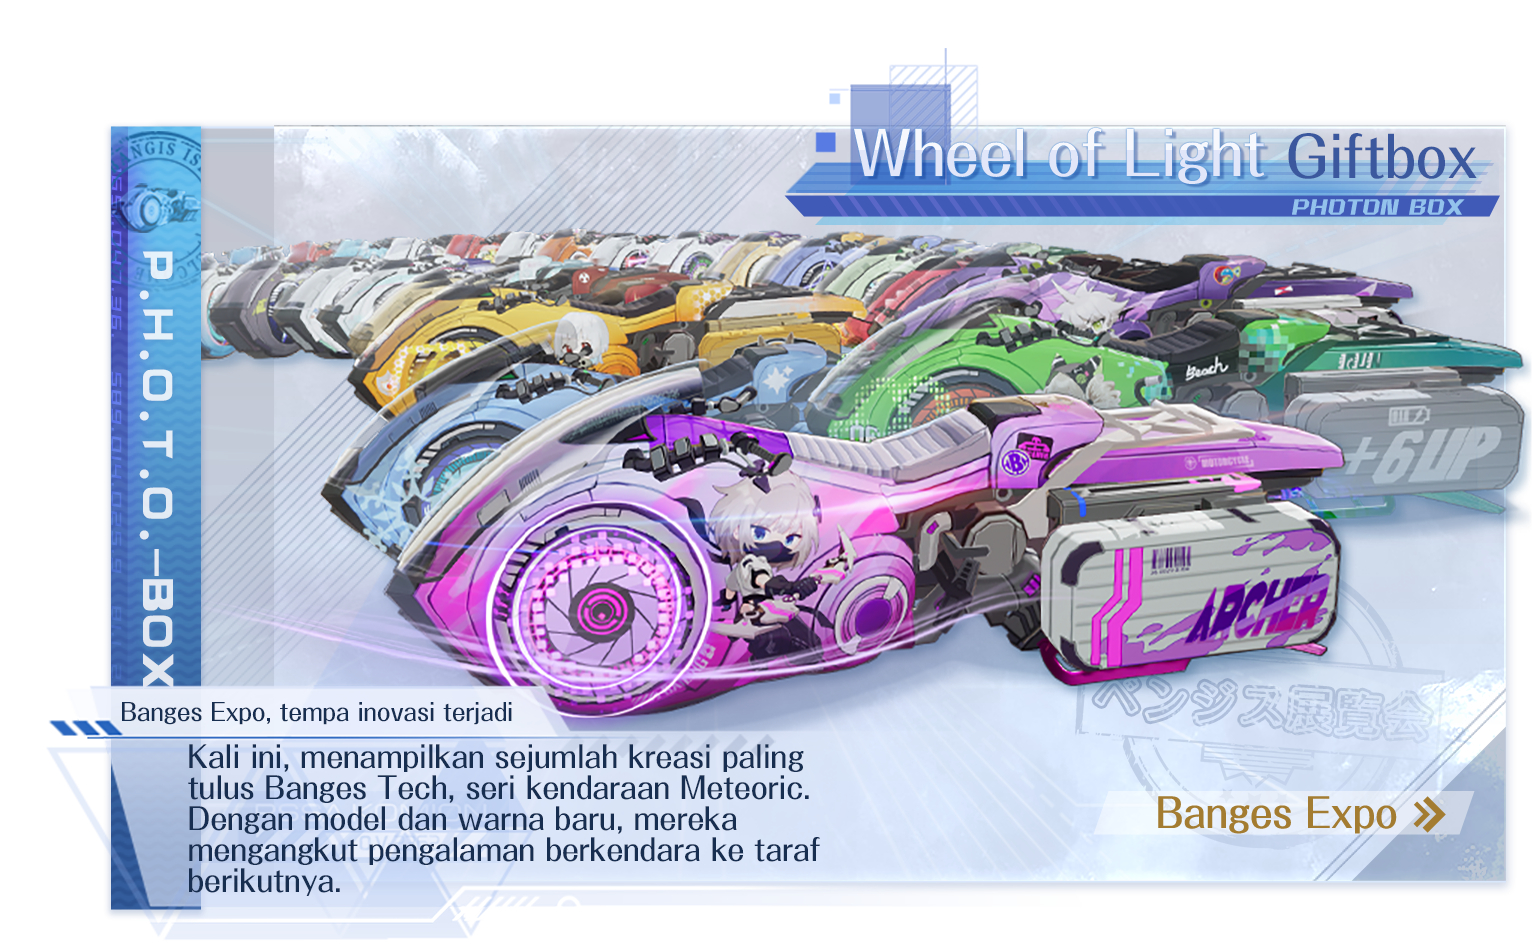 Wheel of Light Giftbox
PHOTON BOX
P.H.O.T.O.-BOX
Beach
+6UP
MOTORCYCLE
B
ARCHER
ペンジス展覧会
Banges Expo, tempa inovasi terjadi
Kali ini, menampilkan sejumlah kreasi paling
tulus Banges Tech, seri kendaraan Meteoric.
Dengan model dan warna baru, mereka
mengangkut pengalaman berkendara ke taraf
berikutnya.
Banges Expo